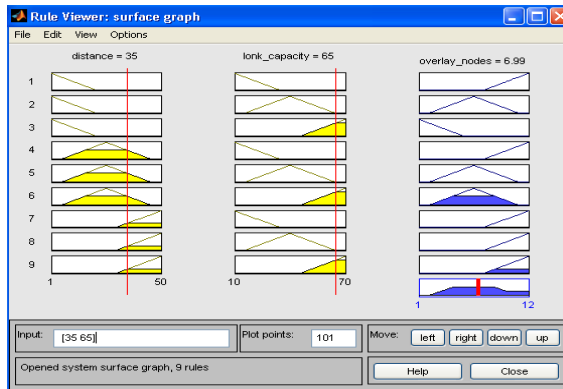 Rule Viewer: surface graph
File Edit View Options
distance = 35 lonk_capacity = 65 overlay_nodes = 6.99
1
2
3
4
5
6
7
8
9
1 50 10 70
1 12
Input: [35 65] Plot points: 101 Move: left right down up
Opened system surface graph, 9 rules Help Close